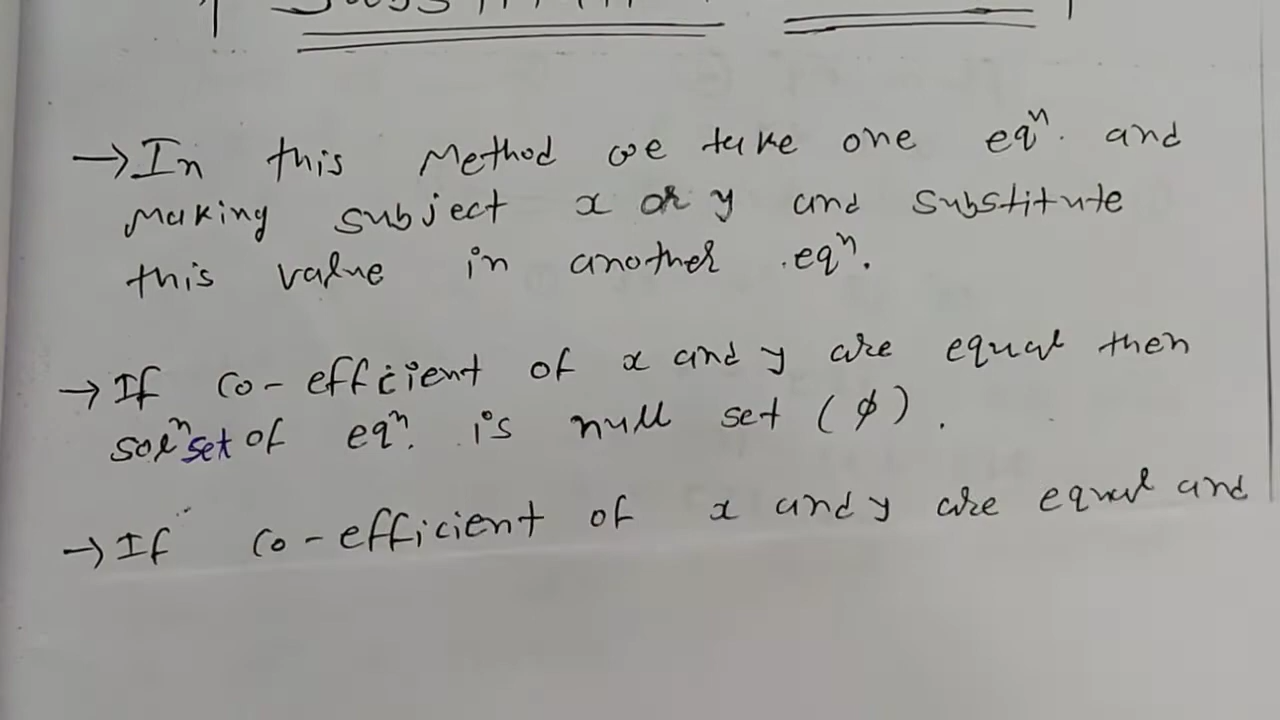 → In this Method we take one eqⁿ. and
Making subject x or y and substitute
this value in another eqⁿ.
→ If co-efficient of x and y are equal then
solⁿ set of eqⁿ. is null set (ϕ).
→ If co-efficient of x and y are equal and